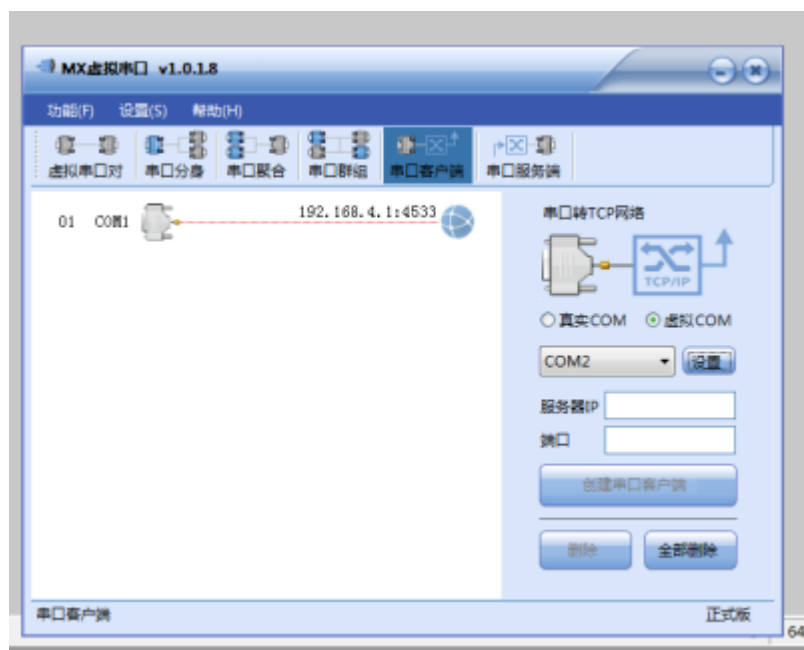 MX虚拟串口 v1.0.1.8
功能(F) 设置(S) 帮助(H)
虚拟串口对 串口分身 串口聚合 串口群组 串口客户端 串口服务端
01 COM1 192.168.4.1:4533
串口转TCP网络
TCP/IP
真实COM 虚拟COM
COM2 设置
服务器IP
端口
创建串口客户端
删除 全部删除
串口客户端 正式版
64